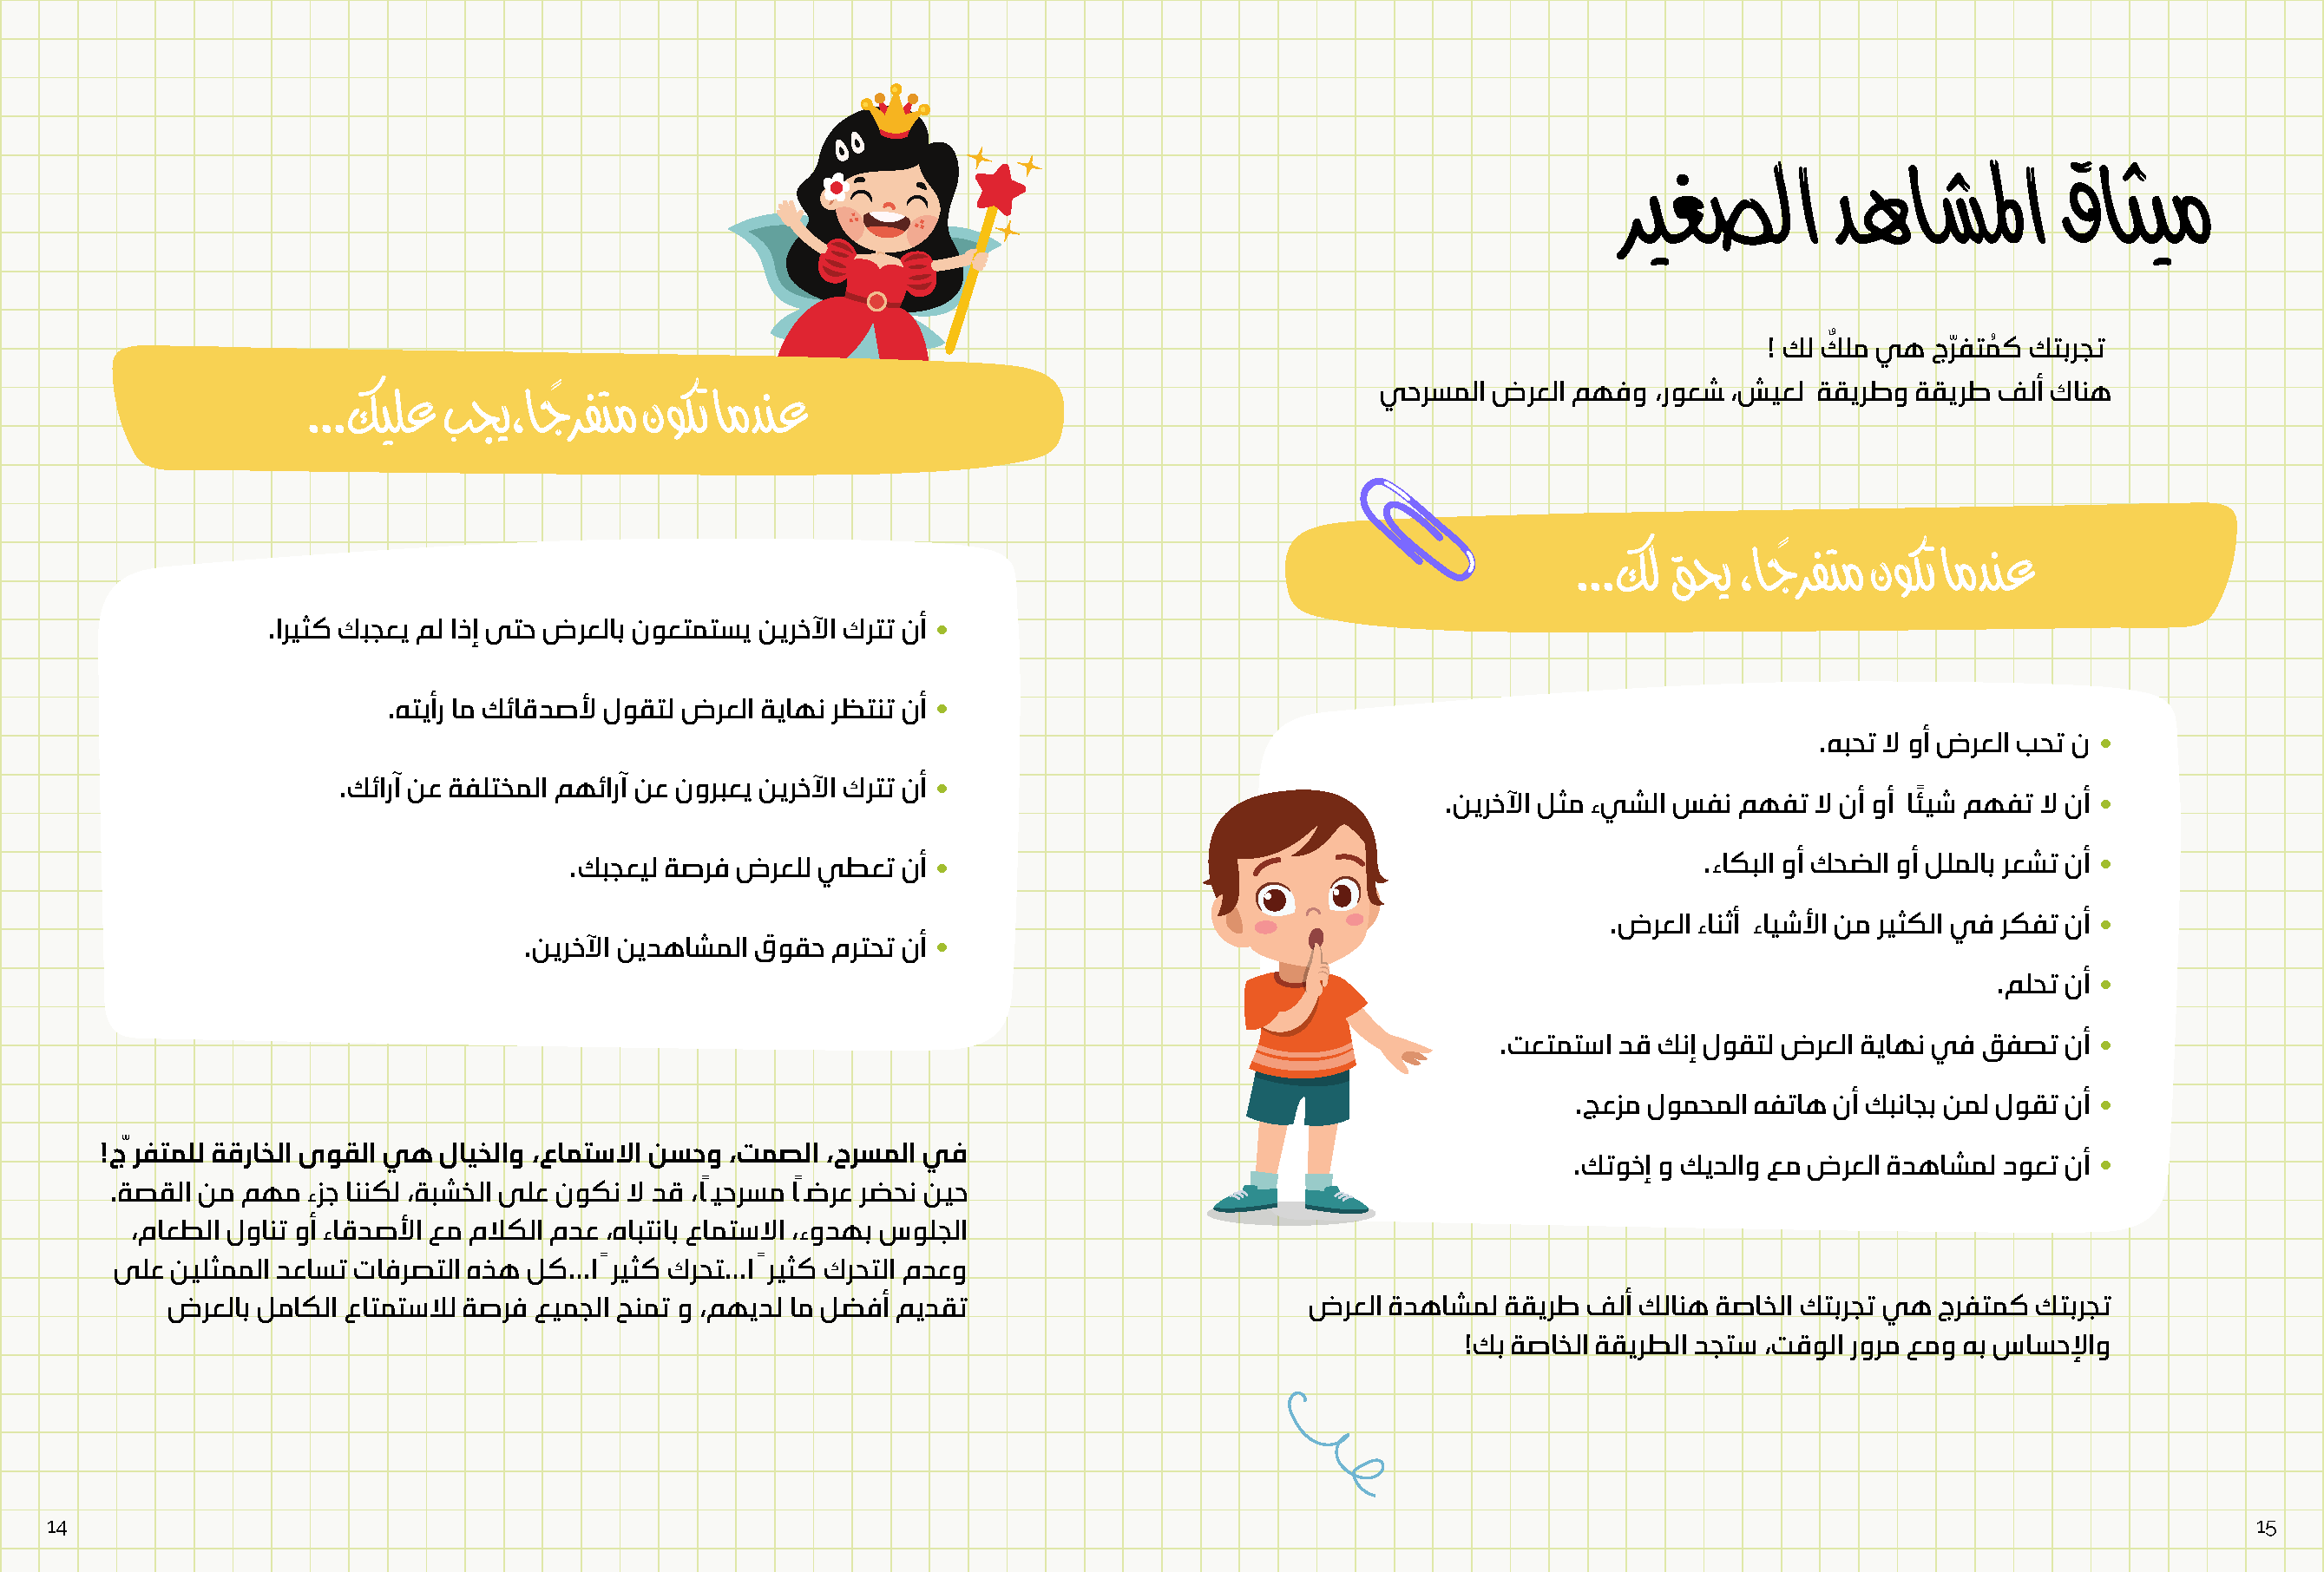 ميثاق المشاهد الصغير
تجربتك كمُتفرّج هي ملكٌ لك !
هناك ألف طريقة وطريقة لعيش، شعور، وفهم العرض المسرحي
عندما تكون متفرجًا، يحق لك...
• ن تحب العرض أو لا تحبه.
• أن لا تفهم شيئًا أو أن لا تفهم نفس الشيء مثل الآخرين.
• أن تشعر بالملل أو الضحك أو البكاء.
• أن تفكر في الكثير من الأشياء أثناء العرض.
• أن تحلم.
• أن تصفق في نهاية العرض لتقول إنك قد استمتعت.
• أن تقول لمن بجانبك أن هاتفه المحمول مزعج.
• أن تعود لمشاهدة العرض مع والديك و إخوتك.
تجربتك كمتفرج هي تجربتك الخاصة هنالك ألف طريقة لمشاهدة العرض
والإحساس به ومع مرور الوقت، ستجد الطريقة الخاصة بك!
15
عندما تكون متفرجًا، يجب عليك...
• أن تترك الآخرين يستمتعون بالعرض حتى إذا لم يعجبك كثيرا.
• أن تنتظر نهاية العرض لتقول لأصدقائك ما رأيته.
• أن تترك الآخرين يعبرون عن آرائهم المختلفة عن آرائك.
• أن تعطي للعرض فرصة ليعجبك.
• أن تحترم حقوق المشاهدين الآخرين.
في المسرح، الصمت، وحسن الاستماع، والخيال هي القوى الخارقة للمتفرّج!
حين نحضر عرضاً مسرحياً، قد لا نكون على الخشبة، لكننا جزء مهم من القصة.
الجلوس بهدوء، الاستماع بانتباه، عدم الكلام مع الأصدقاء أو تناول الطعام،
وعدم التحرك كثيراً...تحرك كثيراً...كل هذه التصرفات تساعد الممثلين على
تقديم أفضل ما لديهم، و تمنح الجميع فرصة للاستمتاع الكامل بالعرض
14